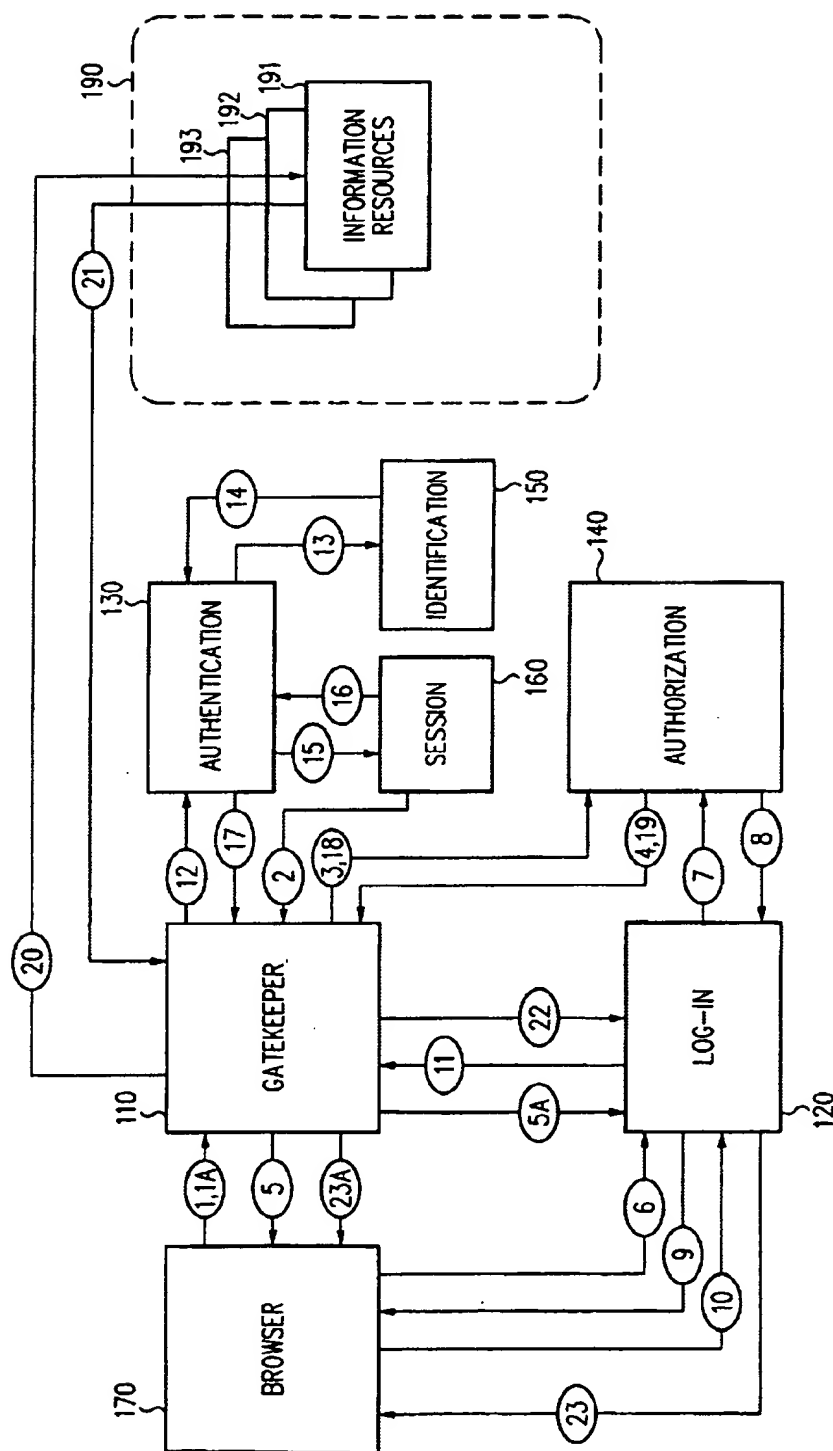 190
193
192
191
INFORMATION
RESOURCES
20
21
130
AUTHENTICATION
14
13
IDENTIFICATION
150
15
16
SESSION
160
140
AUTHORIZATION
12
17
2
3,18
4,19
7
8
110
GATEKEEPER
22
11
5A
LOG-IN
120
1,1A
5
23A
170
BROWSER
6
9
10
23